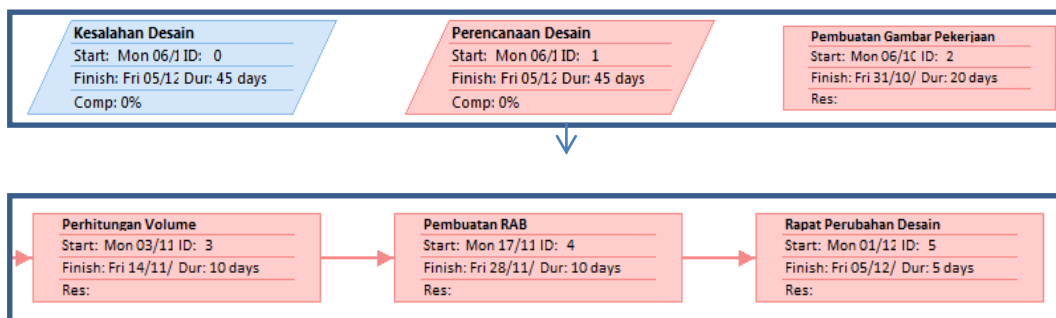 Kesalahan Desain
Start: Mon 06/1 ID: 0
Finish: Fri 05/12 Dur: 45 days
Comp: 0%
Perencanaan Desain
Start: Mon 06/1 ID: 1
Finish: Fri 05/12 Dur: 45 days
Comp: 0%
Pembuatan Gambar Pekerjaan
Start: Mon 06/10 ID: 2
Finish: Fri 31/10/ Dur: 20 days
Res:
Perhitungan Volume
Start: Mon 03/11 ID: 3
Finish: Fri 14/11/ Dur: 10 days
Res:
Pembuatan RAB
Start: Mon 17/11 ID: 4
Finish: Fri 28/11/ Dur: 10 days
Res:
Rapat Perubahan Desain
Start: Mon 01/12 ID: 5
Finish: Fri 05/12/ Dur: 5 days
Res: